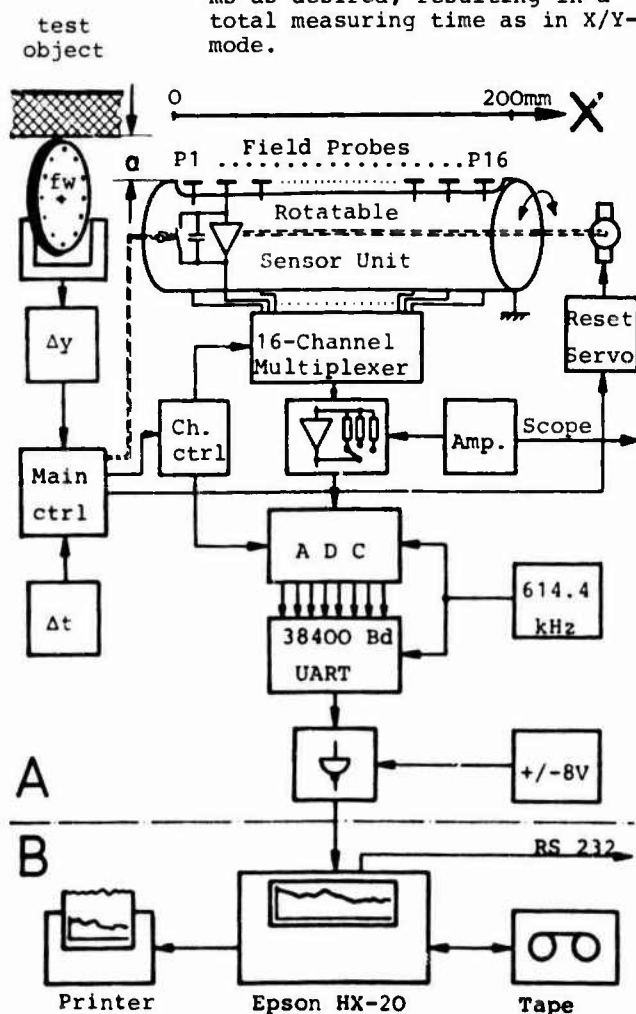 ms as desired, resulting in a
total measuring time as in X/Y-
mode.
test
object
0 200mm X'
Field Probes
P1 P16
a
fw
Rotatable
Sensor Unit
Δy
16-Channel
Multiplexer
Reset
Servo
Ch.
ctrl
Amp.
Scope
Main
ctrl
A D C
Δt
614.4
kHz
38400 Bd
UART
+/-8V
A
B
RS 232
Printer
Epson HX-20
Tape